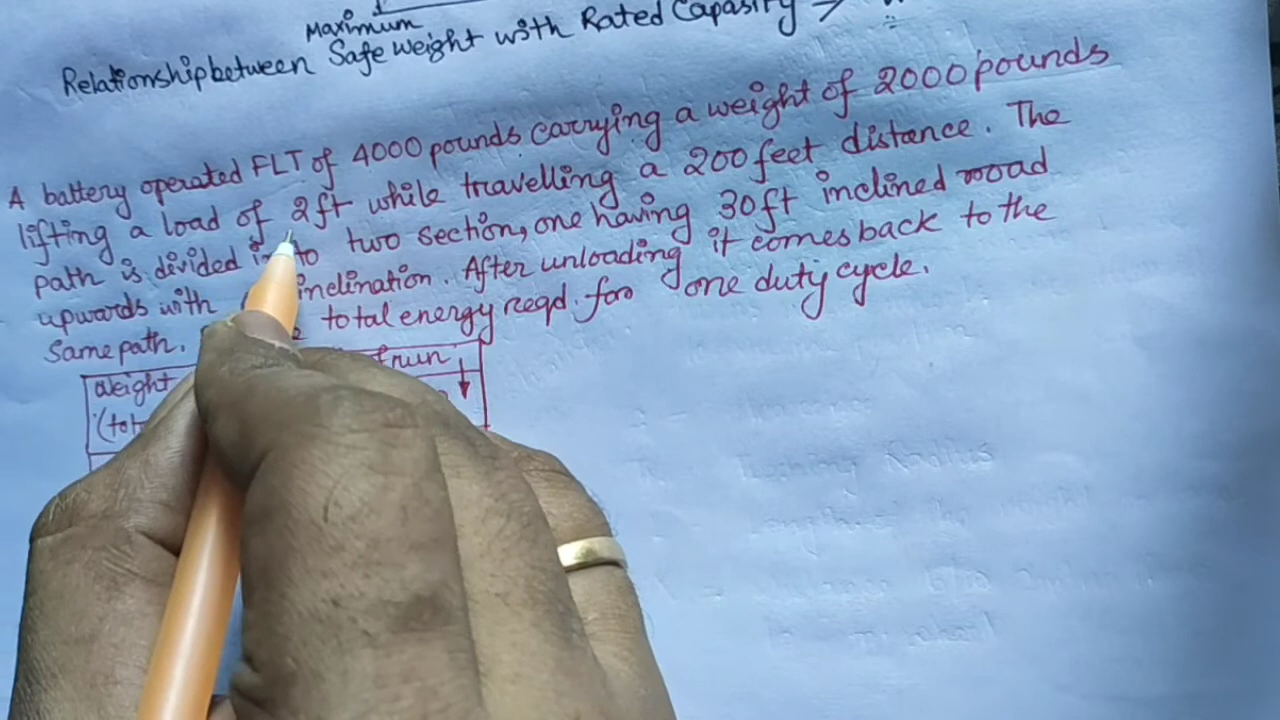 Maximum
Relationship between Safe Weight with Rated Capasity →
A battery operated FLT of 4000 pounds carrying a weight of 2000 pounds
lifting a load of 2ft while travelling a 200 feet distance. The
path is divided into two section, one having 30ft inclined road
upwards with inclination. After unloading it comes back to the
same path. total energy reqd. for one duty cycle.
Weight run